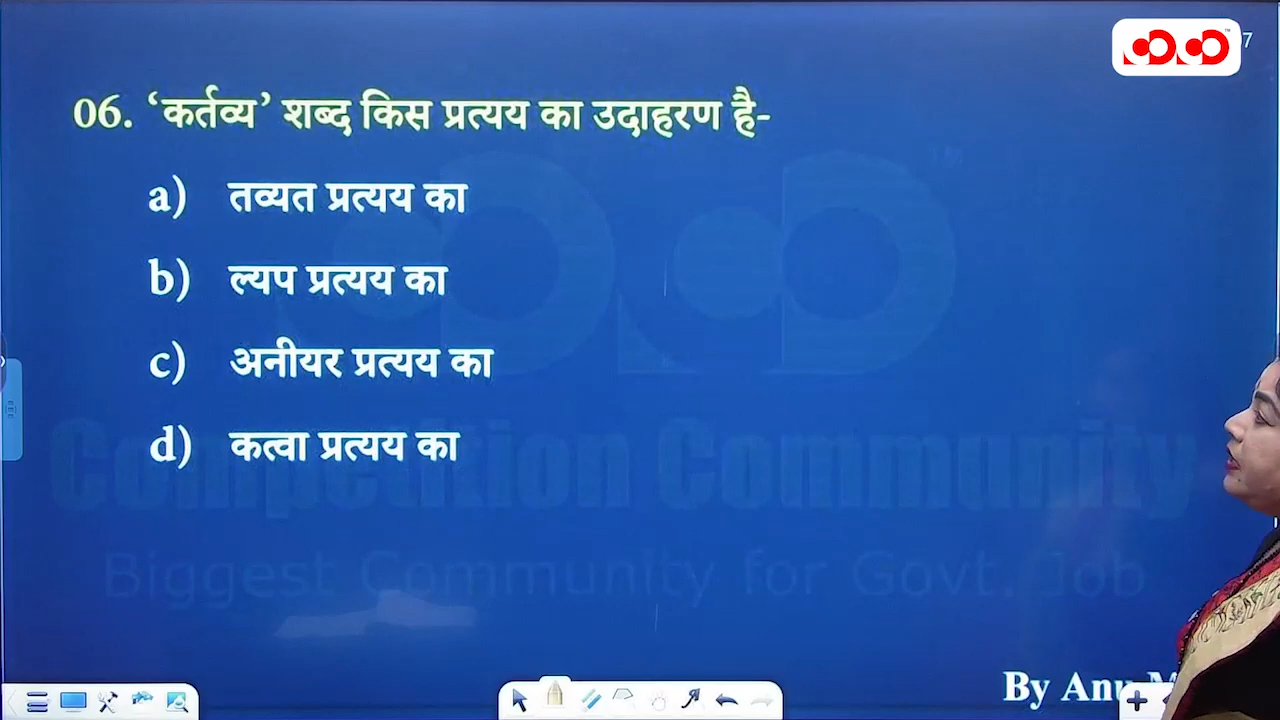 06. ‘कर्तव्य’ शब्द किस प्रत्यय का उदाहरण है-
a) तव्यत प्रत्यय का
b) ल्यप प्रत्यय का
c) अनीयर प्रत्यय का
d) कत्वा प्रत्यय का
Competition Community
Biggest Community for Govt. Job
By Anu